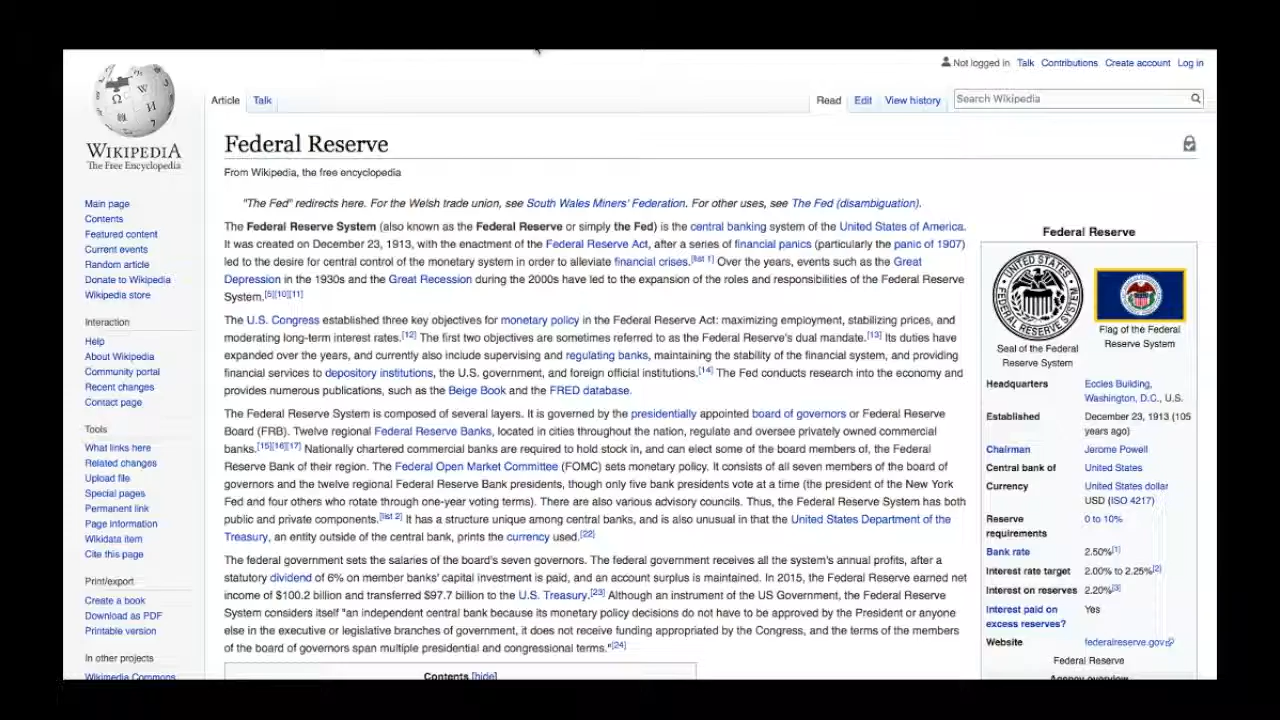 Not logged in Talk Contributions Create account Log in
Article Talk Read Edit View history Search Wikipedia
Ω W И 7
WIKIPEDIA
The Free Encyclopedia
Main page
Contents
Featured content
Current events
Random article
Donate to Wikipedia
Wikipedia store
Interaction
Help
About Wikipedia
Community portal
Recent changes
Contact page
Tools
What links here
Related changes
Upload file
Special pages
Permanent link
Page information
Wikidata item
Cite this page
Print/export
Create a book
Download as PDF
Printable version
In other projects
Wikimedia Commons
Federal Reserve
From Wikipedia, the free encyclopedia
"The Fed" redirects here. For the Welsh trade union, see South Wales Miners' Federation. For other uses, see The Fed (disambiguation).
The Federal Reserve System (also known as the Federal Reserve or simply the Fed) is the central banking system of the United States of America.
It was created on December 23, 1913, with the enactment of the Federal Reserve Act, after a series of financial panics (particularly the panic of 1907)
led to the desire for central control of the monetary system in order to alleviate financial crises.[list 1] Over the years, events such as the Great
Depression in the 1930s and the Great Recession during the 2000s have led to the expansion of the roles and responsibilities of the Federal Reserve
System.[5][10][11]
The U.S. Congress established three key objectives for monetary policy in the Federal Reserve Act: maximizing employment, stabilizing prices, and
moderating long-term interest rates.[12] The first two objectives are sometimes referred to as the Federal Reserve's dual mandate.[13] Its duties have
expanded over the years, and currently also include supervising and regulating banks, maintaining the stability of the financial system, and providing
financial services to depository institutions, the U.S. government, and foreign official institutions.[14] The Fed conducts research into the economy and
provides numerous publications, such as the Beige Book and the FRED database.
The Federal Reserve System is composed of several layers. It is governed by the presidentially appointed board of governors or Federal Reserve
Board (FRB). Twelve regional Federal Reserve Banks, located in cities throughout the nation, regulate and oversee privately owned commercial
banks.[15][16][17] Nationally chartered commercial banks are required to hold stock in, and can elect some of the board members of, the Federal
Reserve Bank of their region. The Federal Open Market Committee (FOMC) sets monetary policy. It consists of all seven members of the board of
governors and the twelve regional Federal Reserve Bank presidents, though only five bank presidents vote at a time (the president of the New York
Fed and four others who rotate through one-year voting terms). There are also various advisory councils. Thus, the Federal Reserve System has both
public and private components.[list 2] It has a structure unique among central banks, and is also unusual in that the United States Department of the
Treasury, an entity outside of the central bank, prints the currency used.[22]
The federal government sets the salaries of the board's seven governors. The federal government receives all the system's annual profits, after a
statutory dividend of 6% on member banks' capital investment is paid, and an account surplus is maintained. In 2015, the Federal Reserve earned net
income of $100.2 billion and transferred $97.7 billion to the U.S. Treasury.[23] Although an instrument of the US Government, the Federal Reserve
System considers itself "an independent central bank because its monetary policy decisions do not have to be approved by the President or anyone
else in the executive or legislative branches of government, it does not receive funding appropriated by the Congress, and the terms of the members
of the board of governors span multiple presidential and congressional terms."[24]
Contents [hide]
Federal Reserve
UNITED STATES
FEDERAL RESERVE SYSTEM
Seal of the Federal
Reserve System
Flag of the Federal
Reserve System
Headquarters Eccles Building,
Washington, D.C., U.S.
Established December 23, 1913 (105
years ago)
Chairman Jerome Powell
Central bank of United States
Currency United States dollar
USD (ISO 4217)
Reserve
requirements 0 to 10%
Bank rate 2.50%[1]
Interest rate target 2.00% to 2.25%[2]
Interest on reserves 2.20%[3]
Interest paid on
excess reserves? Yes
Website federalreserve.gov
Federal Reserve
Agency overview